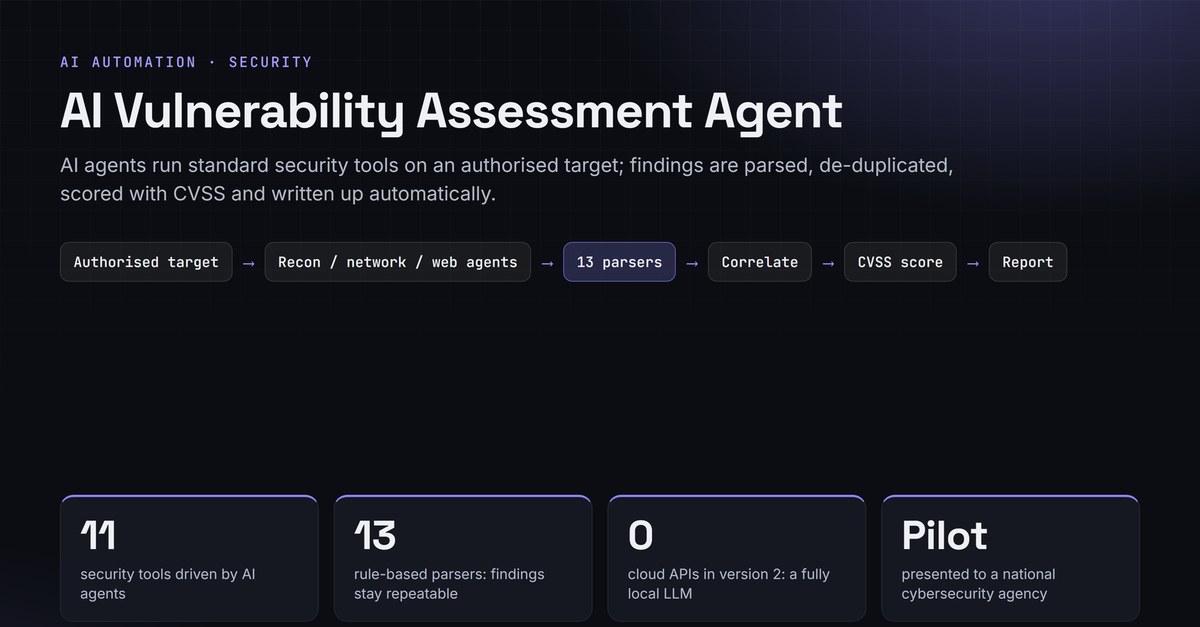 AI AUTOMATION · SECURITY
AI Vulnerability Assessment Agent
AI agents run standard security tools on an authorised target; findings are parsed, de-duplicated,
scored with CVSS and written up automatically.
Authorised target → Recon / network / web agents → 13 parsers → Correlate → CVSS score → Report
11
security tools driven by AI
agents
13
rule-based parsers: findings
stay repeatable
0
cloud APIs in version 2: a fully
local LLM
Pilot
presented to a national
cybersecurity agency